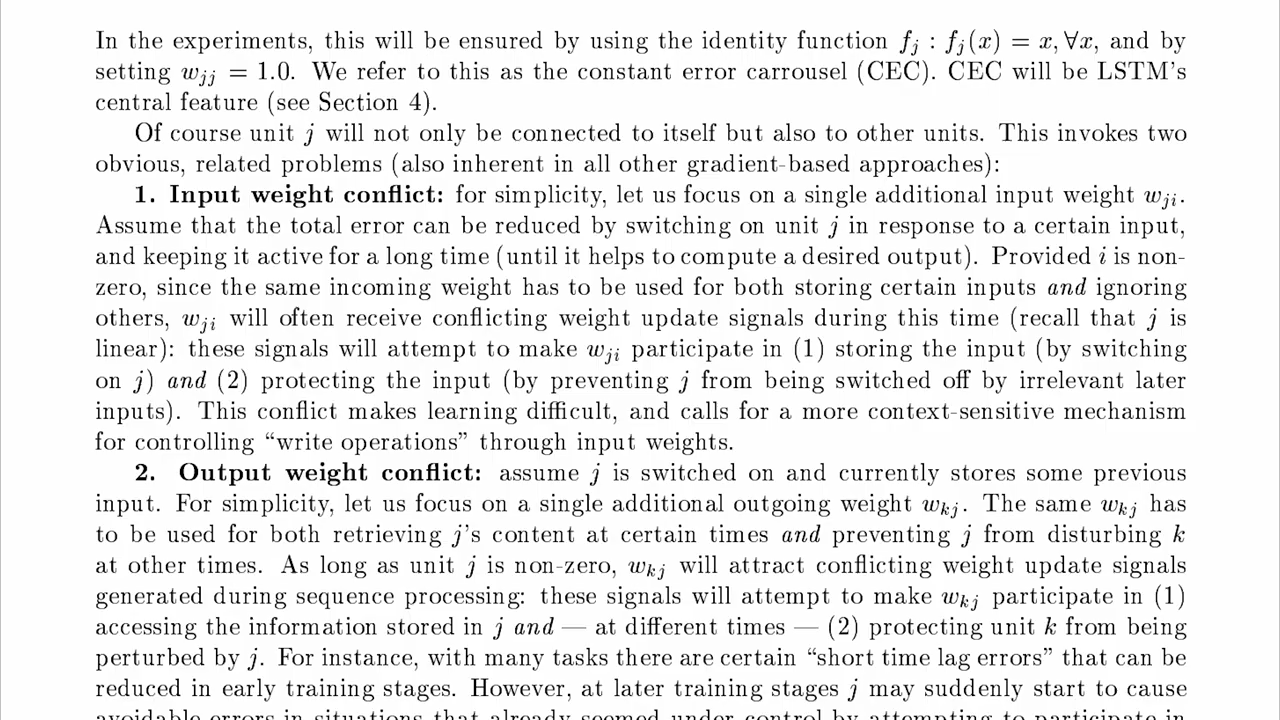 In the experiments, this will be ensured by using the identity function f_j : f_j(x) = x, ∀x, and by
setting w_jj = 1.0. We refer to this as the constant error carrousel (CEC). CEC will be LSTM's
central feature (see Section 4).
Of course unit j will not only be connected to itself but also to other units. This invokes two
obvious, related problems (also inherent in all other gradient-based approaches):
1. Input weight conflict: for simplicity, let us focus on a single additional input weight w_ji.
Assume that the total error can be reduced by switching on unit j in response to a certain input,
and keeping it active for a long time (until it helps to compute a desired output). Provided i is non-
zero, since the same incoming weight has to be used for both storing certain inputs and ignoring
others, w_ji will often receive conflicting weight update signals during this time (recall that j is
linear): these signals will attempt to make w_ji participate in (1) storing the input (by switching
on j) and (2) protecting the input (by preventing j from being switched off by irrelevant later
inputs). This conflict makes learning difficult, and calls for a more context-sensitive mechanism
for controlling “write operations” through input weights.
2. Output weight conflict: assume j is switched on and currently stores some previous
input. For simplicity, let us focus on a single additional outgoing weight w_kj. The same w_kj has
to be used for both retrieving j's content at certain times and preventing j from disturbing k
at other times. As long as unit j is non-zero, w_kj will attract conflicting weight update signals
generated during sequence processing: these signals will attempt to make w_kj participate in (1)
accessing the information stored in j and — at different times — (2) protecting unit k from being
perturbed by j. For instance, with many tasks there are certain “short time lag errors” that can be
reduced in early training stages. However, at later training stages j may suddenly start to cause
avoidable errors in situations that already seemed under control by attempting to participate in